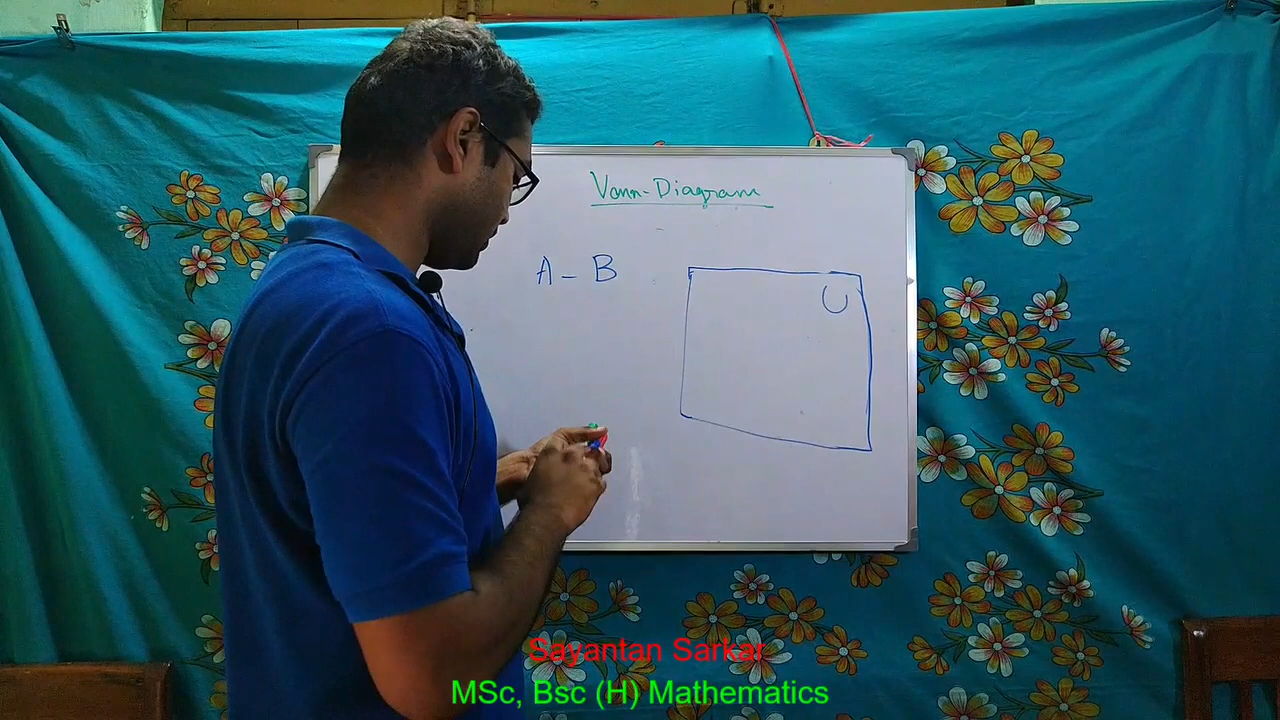 Venn-Diagram
A - B
U
Sayantan Sarkar
MSc, Bsc (H) Mathematics